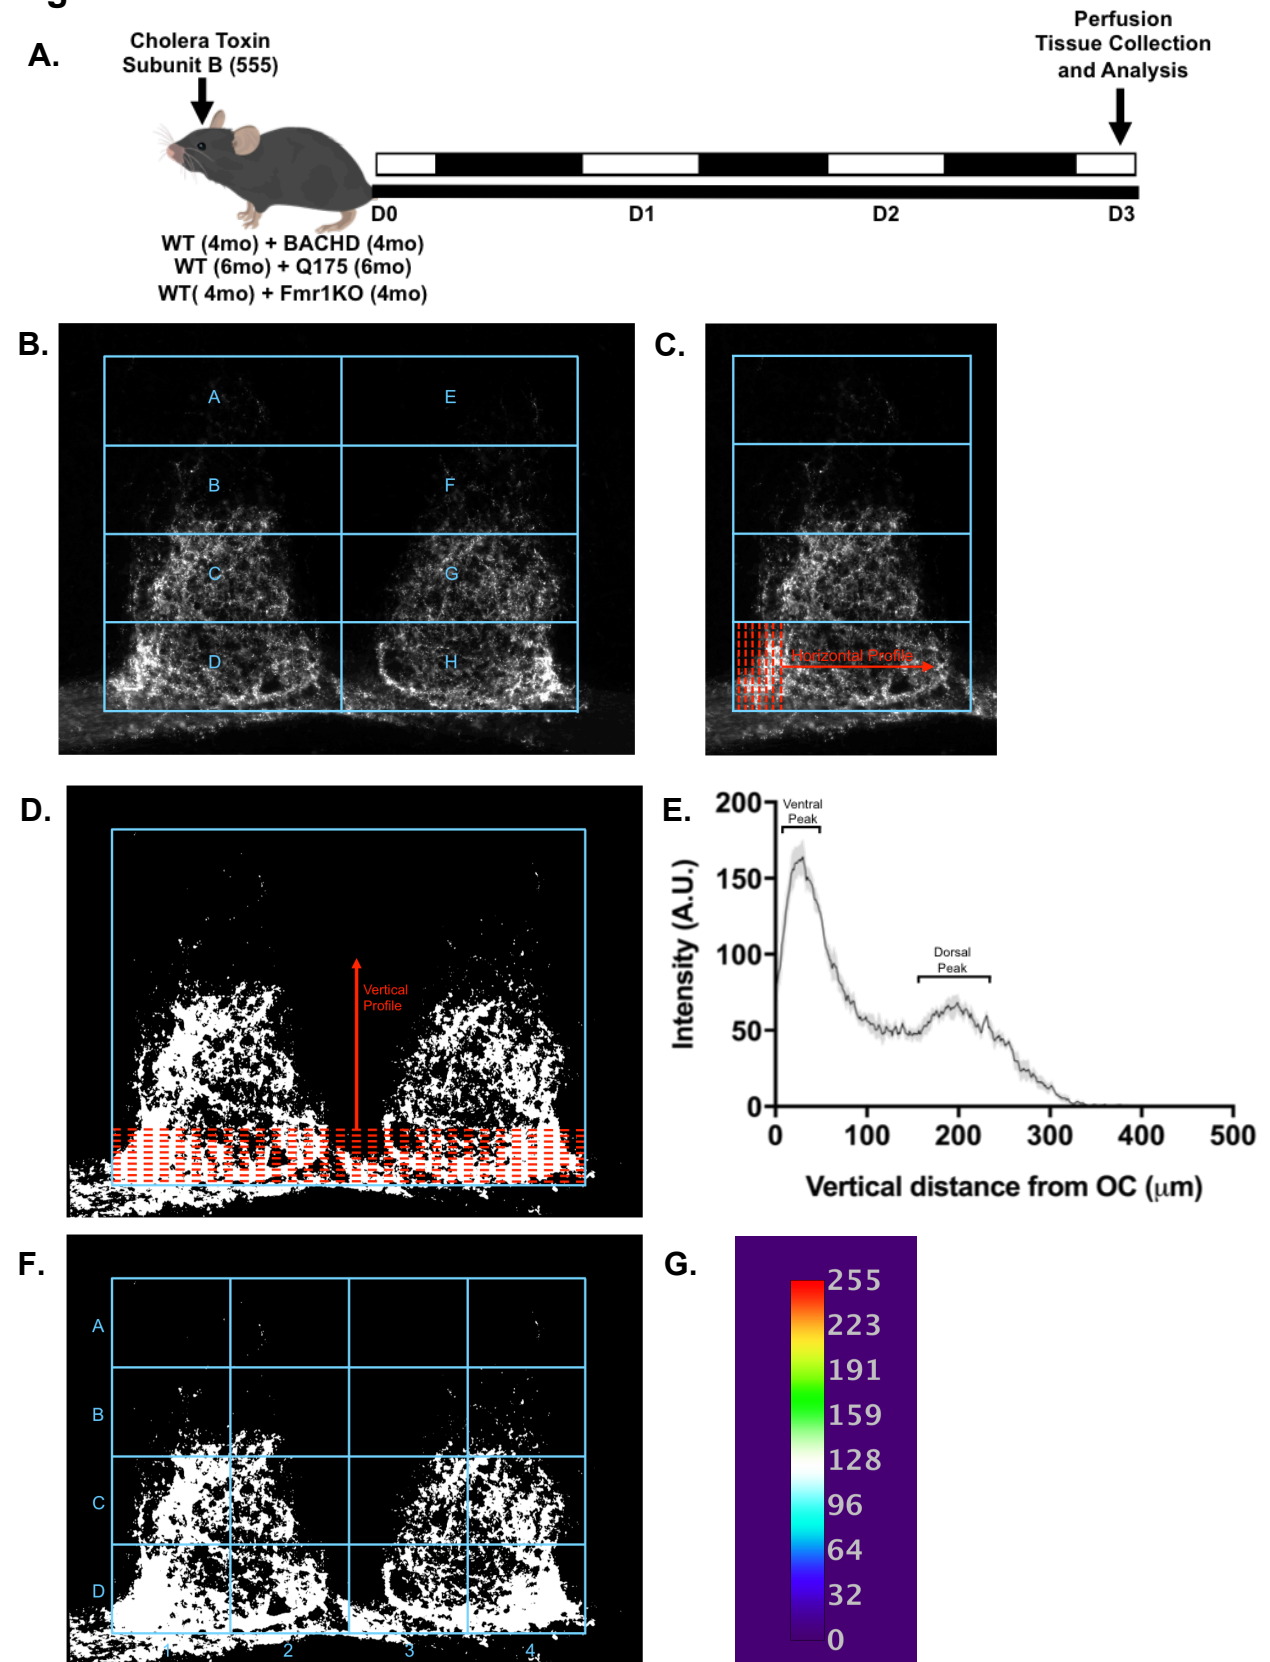 A.
Cholera Toxin
Subunit B (555)
Perfusion
Tissue Collection
and Analysis
D0
D1
D2
D3
WT (4mo) + BACHD (4mo)
WT (6mo) + Q175 (6mo)
WT( 4mo) + Fmr1KO (4mo)
B.
A
E
B
F
C
G
D
H
C.
Horizontal Profile
D.
Vertical
Profile
E.
Ventral
Peak
Dorsal
Peak
Intensity (A.U.)
200
150
100
50
0
0
100
200
300
400
500
Vertical distance from OC (μm)
F.
A
B
C
D
2
3
4
G.
255
223
191
159
128
96
64
32
0